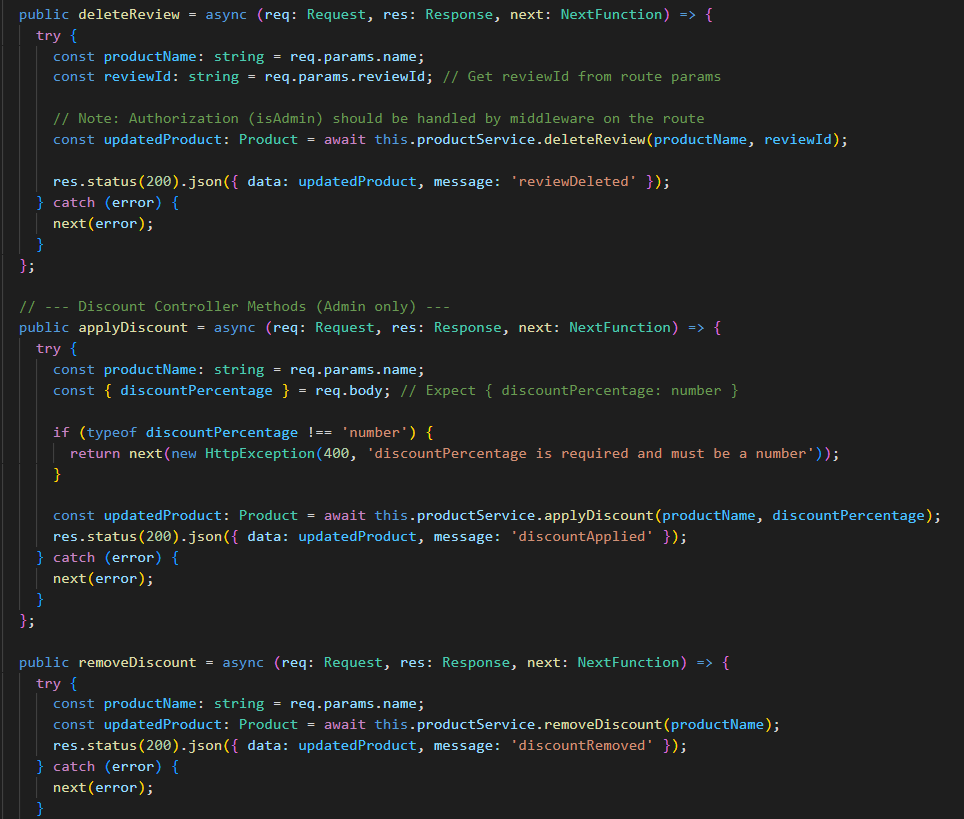 public deleteReview = async (req: Request, res: Response, next: NextFunction) => {
try {
const productName: string = req.params.name;
const reviewId: string = req.params.reviewId; // Get reviewId from route params
// Note: Authorization (isAdmin) should be handled by middleware on the route
const updatedProduct: Product = await this.productService.deleteReview(productName, reviewId);
res.status(200).json({ data: updatedProduct, message: 'reviewDeleted' });
} catch (error) {
next(error);
}
};
// --- Discount Controller Methods (Admin only) ---
public applyDiscount = async (req: Request, res: Response, next: NextFunction) => {
try {
const productName: string = req.params.name;
const { discountPercentage } = req.body; // Expect { discountPercentage: number }
if (typeof discountPercentage !== 'number') {
return next(new HttpException(400, 'discountPercentage is required and must be a number'));
}
const updatedProduct: Product = await this.productService.applyDiscount(productName, discountPercentage);
res.status(200).json({ data: updatedProduct, message: 'discountApplied' });
} catch (error) {
next(error);
}
};
public removeDiscount = async (req: Request, res: Response, next: NextFunction) => {
try {
const productName: string = req.params.name;
const updatedProduct: Product = await this.productService.removeDiscount(productName);
res.status(200).json({ data: updatedProduct, message: 'discountRemoved' });
} catch (error) {
next(error);
}